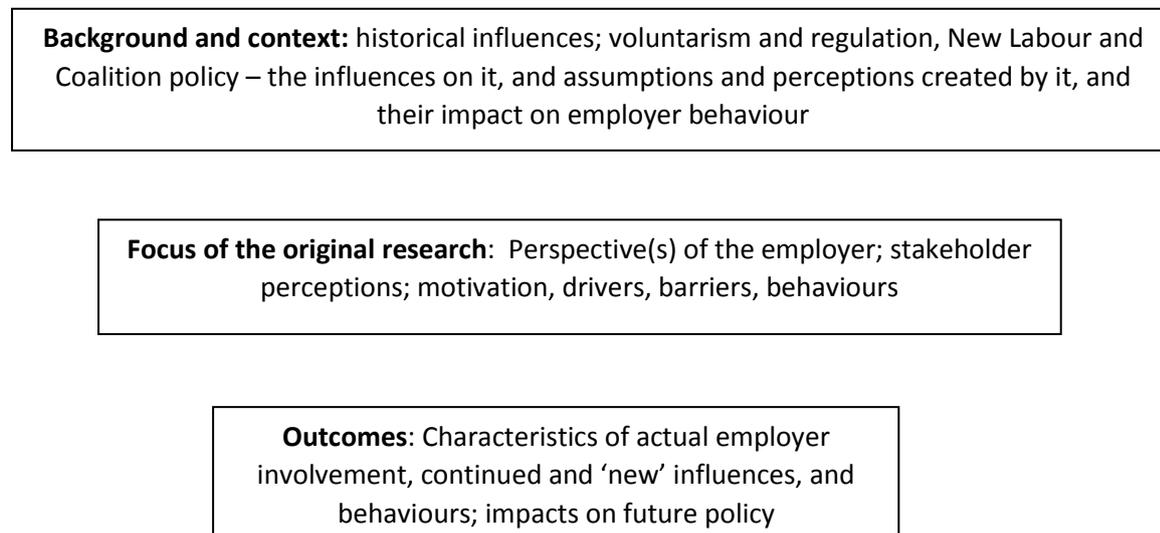 Background and context: historical influences; voluntarism and regulation, New Labour and
Coalition policy – the influences on it, and assumptions and perceptions created by it, and
their impact on employer behaviour
Focus of the original research:  Perspective(s) of the employer; stakeholder
perceptions; motivation, drivers, barriers, behaviours
Outcomes: Characteristics of actual employer
involvement, continued and ‘new’ influences, and
behaviours; impacts on future policy